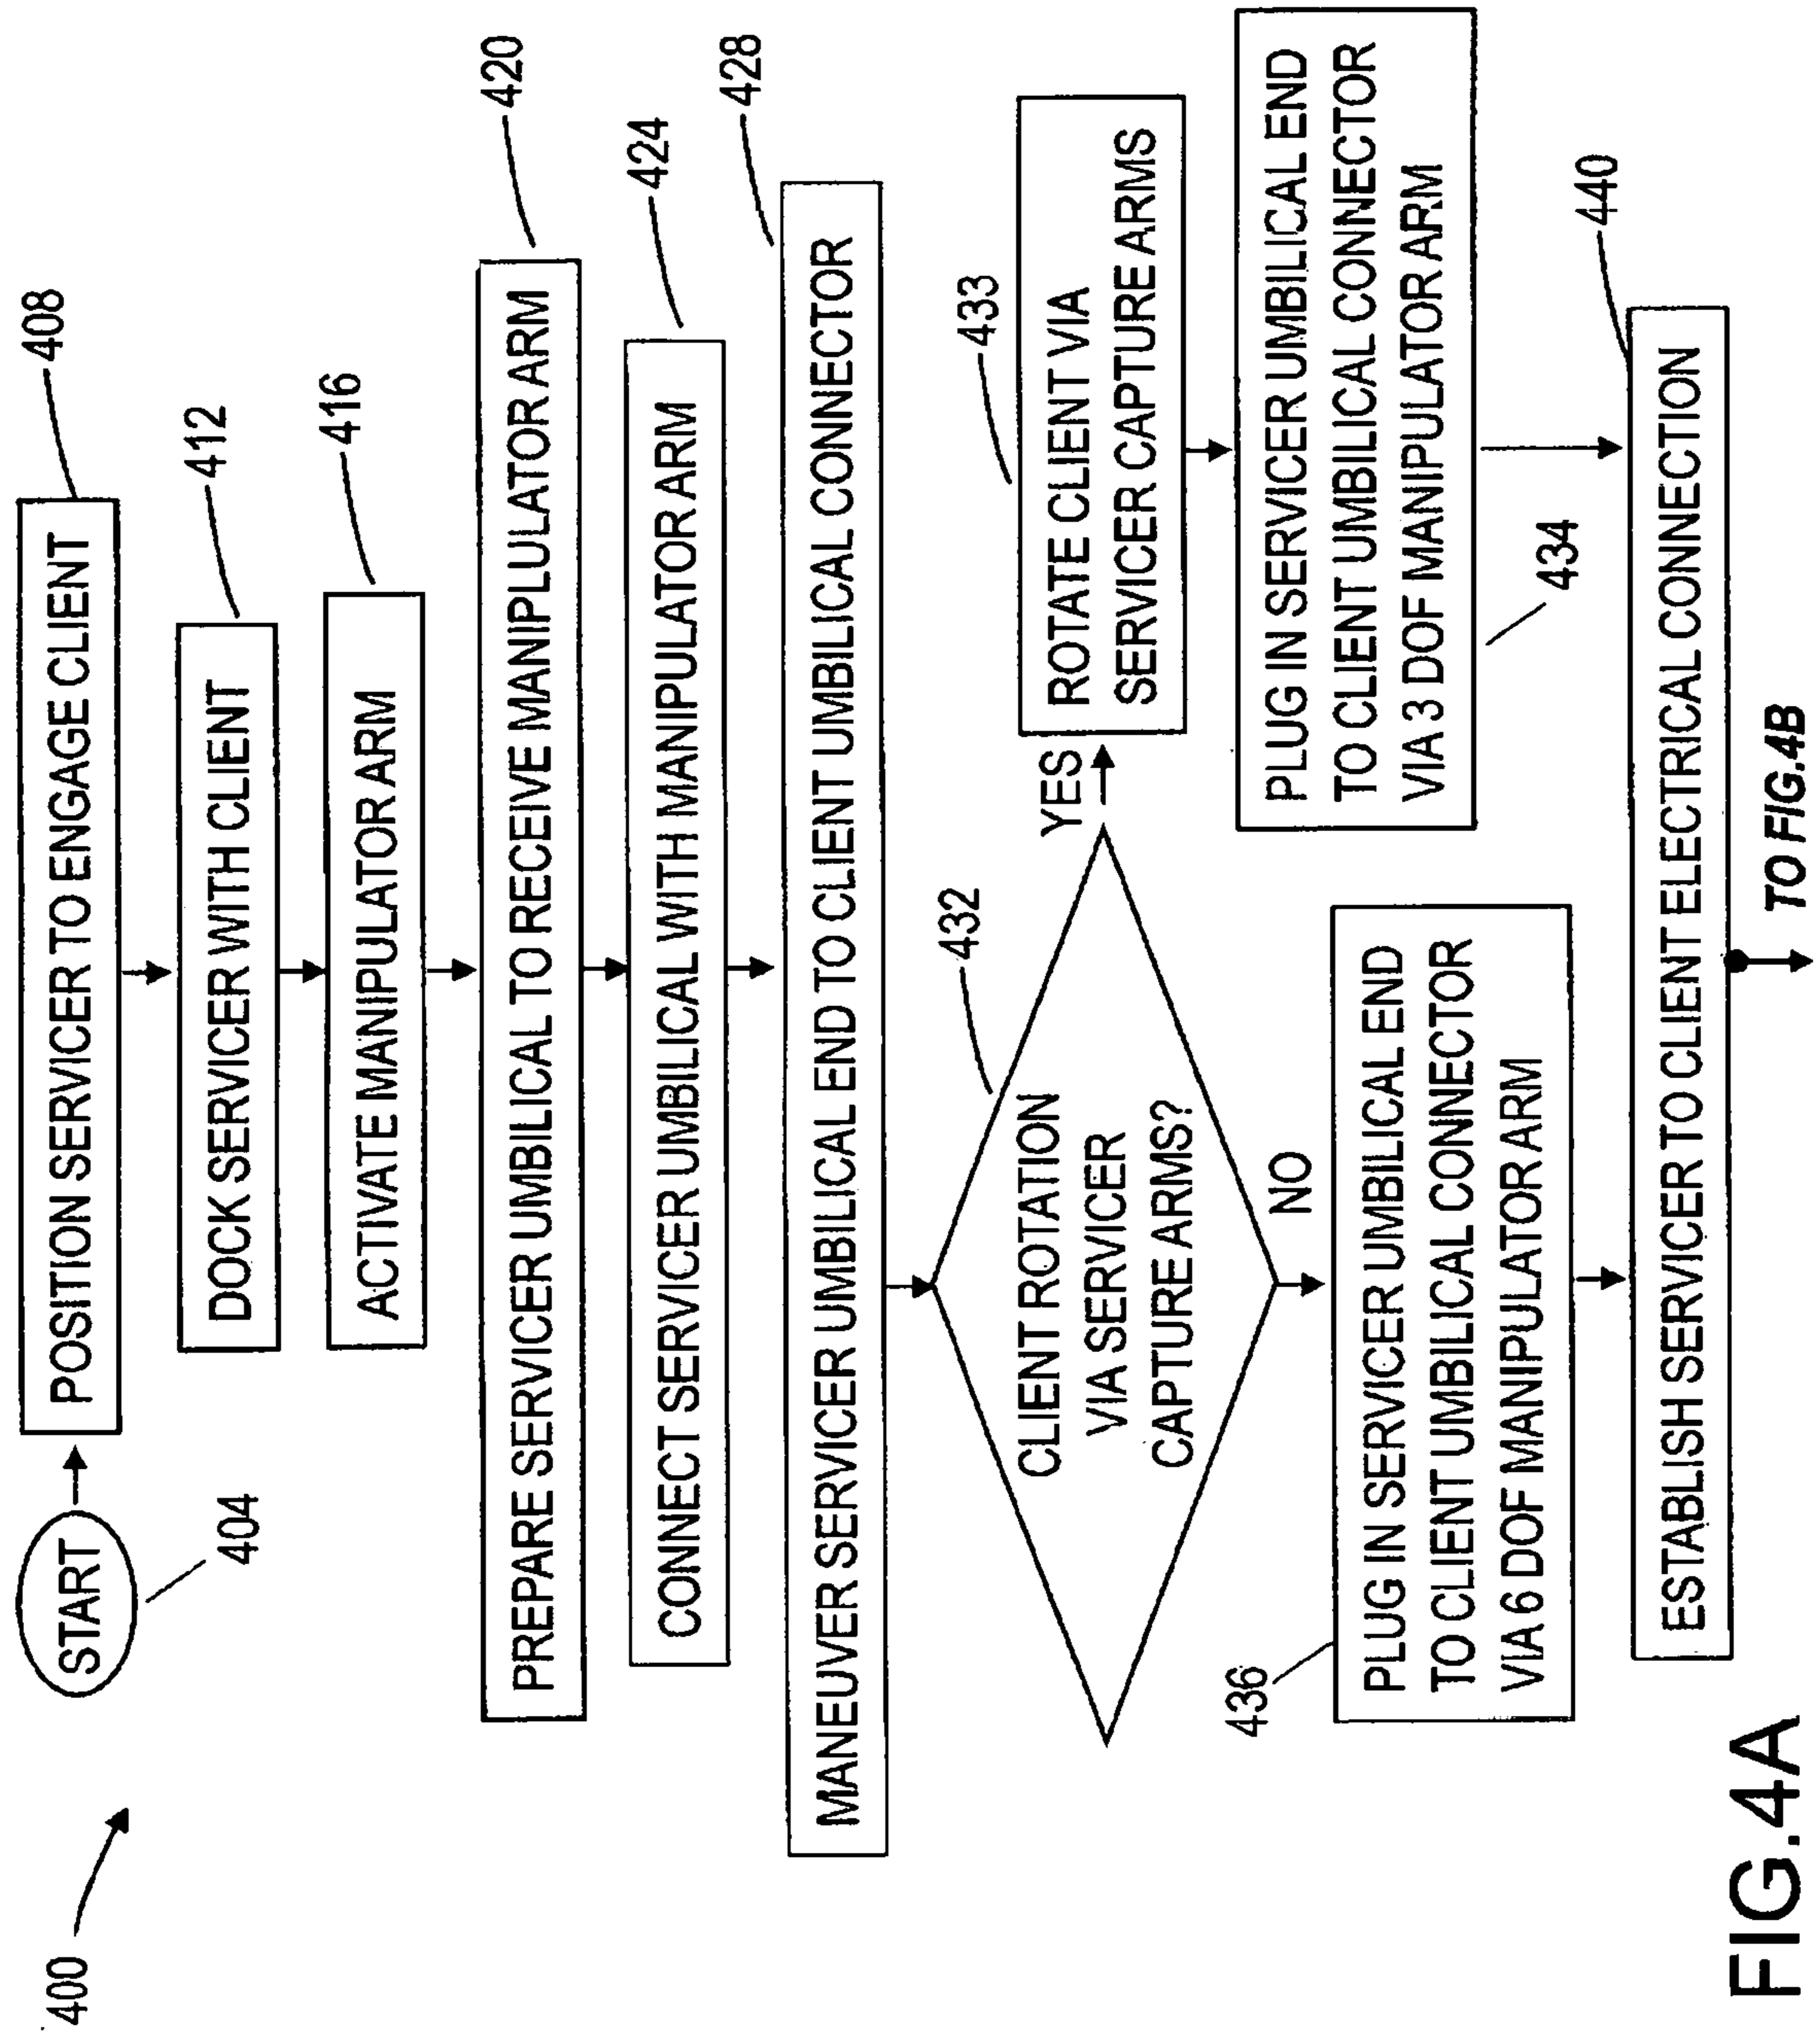 400
START
404
POSITION SERVICER TO ENGAGE CLIENT
408
DOCK SERVICER WITH CLIENT
412
ACTIVATE MANIPULATOR ARM
416
PREPARE SERVICER UMBILICAL TO RECEIVE MANIPLULATOR ARM
420
CONNECT SERVICER UMBILICAL WITH MANIPULATOR ARM
424
MANEUVER SERVICER UMBILICAL END TO CLIENT UMBILICAL CONNECTOR
428
CLIENT ROTATION
VIA SERVICER
CAPTURE ARMS?
432
YES
ROTATE CLIENT VIA
SERVICER CAPTURE ARMS
433
PLUG IN SERVICER UMBILICAL END
TO CLIENT UMBILICAL CONNECTOR
VIA 3 DOF MANIPULATOR ARM
434
NO
436
PLUG IN SERVICER UMBILICAL END
TO CLIENT UMBILICAL CONNECTOR
VIA 6 DOF MANIPULATOR ARM
ESTABLISH SERVICER TO CLIENT ELECTRICAL CONNECTION
440
TO FIG.4B
FIG.4A